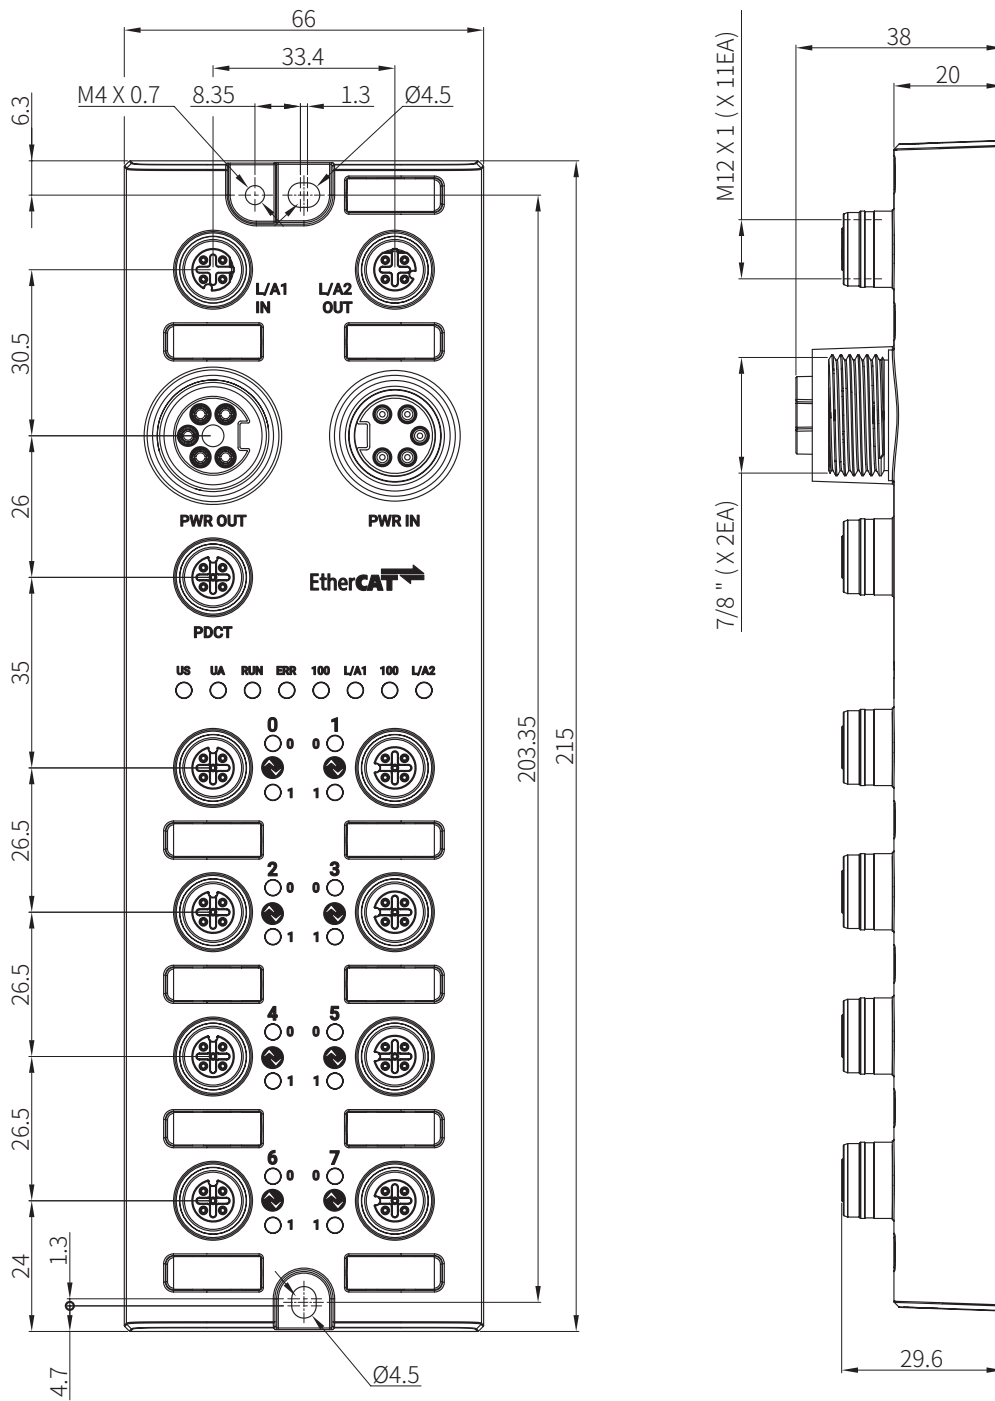 66
38
33.4
20
M4 X 0.7
8.35
1.3
Ø4.5
6.3
M12 X 1 ( X 11EA)
L/A1
IN
L/A2
OUT
30.5
7/8 " ( X 2EA)
26
PWR OUT
PWR IN
EtherCAT
PDCT
35
US UA RUN ERR 100 L/A1 100 L/A2
203.35
215
0 1
0 0
1 1
26.5
2 3
0 0
1 1
26.5
4 5
0 0
1 1
26.5
6 7
0 0
1 1
24
1.3
4.7
Ø4.5
29.6